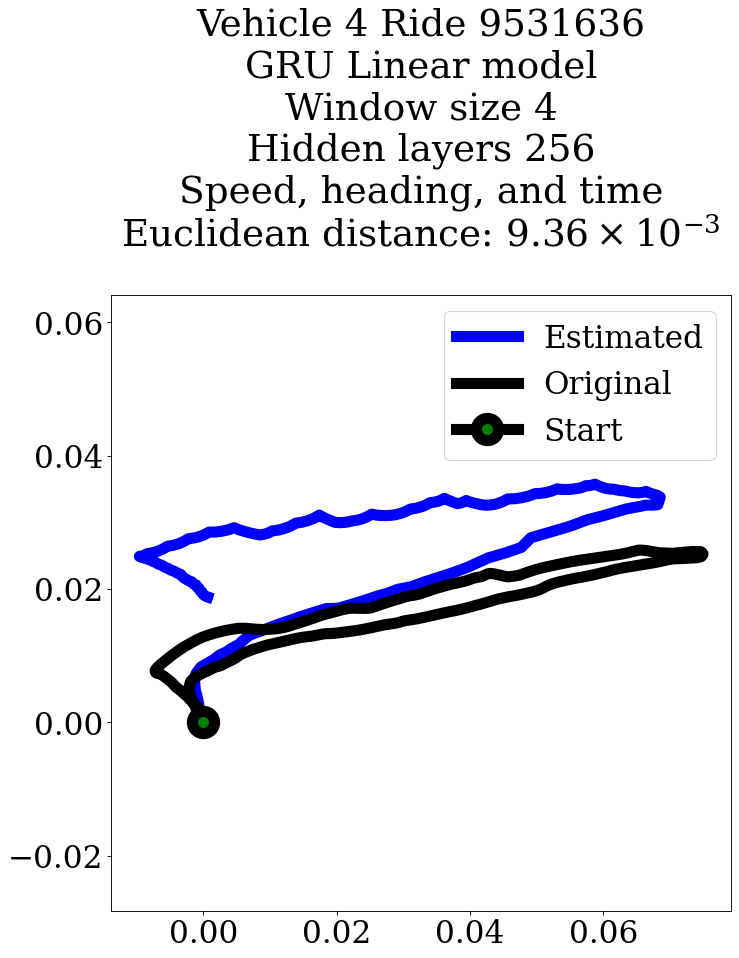 Vehicle 4 Ride 9531636
GRU Linear model
Window size 4
Hidden layers 256
Speed, heading, and time
Euclidean distance: 9.36 × 10⁻³
Estimated
Original
Start
0.06
0.04
0.02
0.00
−0.02
0.00 0.02 0.04 0.06